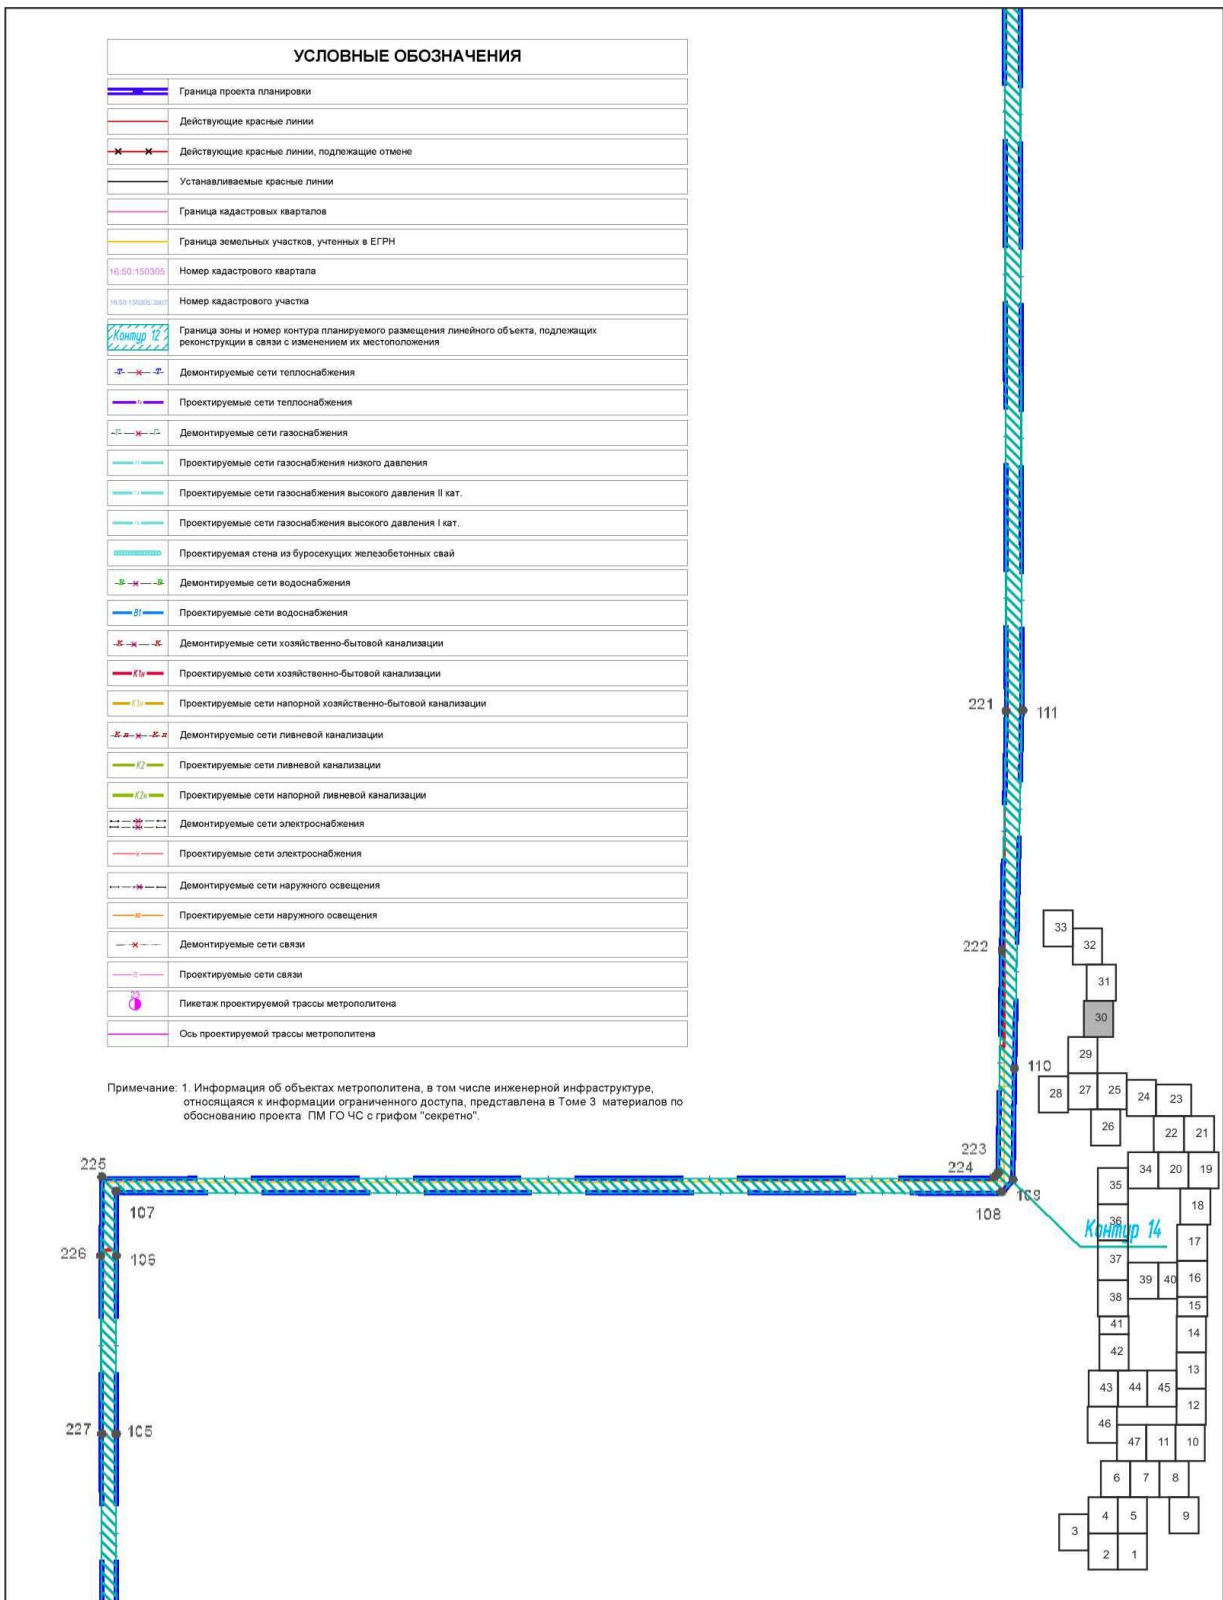 УСЛОВНЫЕ ОБОЗНАЧЕНИЯ
Граница проекта планировки
Действующие красные линии
Действующие красные линии, подлежащие отмене
Устанавливаемые красные линии
Граница кадастровых кварталов
Граница земельных участков, учтенных в ЕГРН
16:50:150305 Номер кадастрового квартала
Номер кадастрового участка
Контур 12 Граница зоны и номер контура планируемого размещения линейного объекта, подлежащих
реконструкции в связи с изменением их местоположения
Т Т Демонтируемые сети теплоснабжения
Проектируемые сети теплоснабжения
Г Г Демонтируемые сети газоснабжения
Проектируемые сети газоснабжения низкого давления
Проектируемые сети газоснабжения высокого давления II кат.
Проектируемые сети газоснабжения высокого давления I кат.
Проектируемая стена из буросекущих железобетонных свай
В В Демонтируемые сети водоснабжения
В1 Проектируемые сети водоснабжения
К К Демонтируемые сети хозяйственно-бытовой канализации
К1н Проектируемые сети хозяйственно-бытовой канализации
К1н Проектируемые сети напорной хозяйственно-бытовой канализации
К л К л Демонтируемые сети ливневой канализации
К2 Проектируемые сети ливневой канализации
К2н Проектируемые сети напорной ливневой канализации
Демонтируемые сети электроснабжения
Проектируемые сети электроснабжения
Демонтируемые сети наружного освещения
Проектируемые сети наружного освещения
Демонтируемые сети связи
Проектируемые сети связи
23 Пикетаж проектируемой трассы метрополитена
Ось проектируемой трассы метрополитена
Примечание: 1. Информация об объектах метрополитена, в том числе инженерной инфраструктуре,
относящаяся к информации ограниченного доступа, представлена в Томе 3 материалов по
обоснованию проекта ПМ ГО ЧС с грифом "секретно".
221 111
222
110
223
224
225
109
107
108
226 106
227 105
Контур 14
33
32
31
30
29
28 27 25 24 23
26 22 21
34 20 19
35
18
36
17
37
39 40 16
38 15
41 14
42
13
43 44 45
12
46
47 11 10
6 7 8
4 5 9
3
2 1